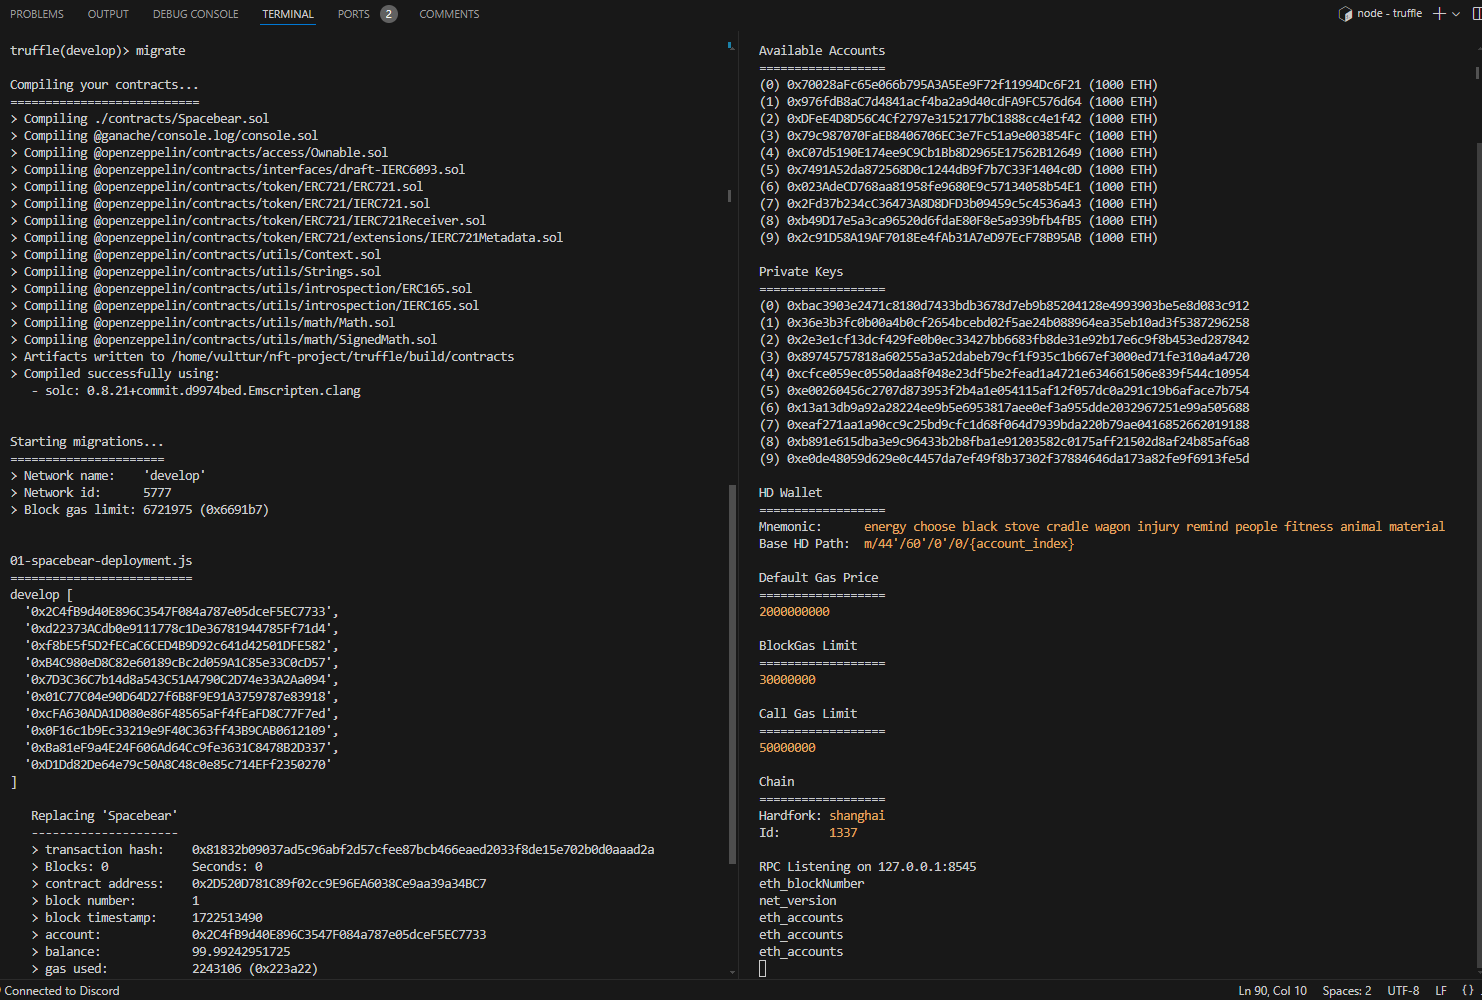 PROBLEMS OUTPUT DEBUG CONSOLE TERMINAL PORTS 2 COMMENTS
node - truffle
truffle(develop)> migrate
Compiling your contracts...
===========================
> Compiling ./contracts/Spacebear.sol
> Compiling @ganache/console.log/console.sol
> Compiling @openzeppelin/contracts/access/Ownable.sol
> Compiling @openzeppelin/contracts/interfaces/draft-IERC6093.sol
> Compiling @openzeppelin/contracts/token/ERC721/ERC721.sol
> Compiling @openzeppelin/contracts/token/ERC721/IERC721.sol
> Compiling @openzeppelin/contracts/token/ERC721/IERC721Receiver.sol
> Compiling @openzeppelin/contracts/token/ERC721/extensions/IERC721Metadata.sol
> Compiling @openzeppelin/contracts/utils/Context.sol
> Compiling @openzeppelin/contracts/utils/Strings.sol
> Compiling @openzeppelin/contracts/utils/introspection/ERC165.sol
> Compiling @openzeppelin/contracts/utils/introspection/IERC165.sol
> Compiling @openzeppelin/contracts/utils/math/Math.sol
> Compiling @openzeppelin/contracts/utils/math/SignedMath.sol
> Artifacts written to /home/vulttur/nft-project/truffle/build/contracts
> Compiled successfully using:
- solc: 0.8.21+commit.d9974bed.Emscripten.clang
Starting migrations...
======================
> Network name: 'develop'
> Network id: 5777
> Block gas limit: 6721975 (0x6691b7)
01-spacebear-deployment.js
==========================
develop [
'0x2C4fB9d40E896C3547F084a787e05dceF5EC7733',
'0xd22373ACdb0e9111778c1De36781944785Ff71d4',
'0xf8bE5f5D2fECaC6CED4B9D92c641d42501DFE582',
'0xB4C980eD8C82e60189cBc2d059A1C85e33C0cD57',
'0x7D3C36C7b14d8a543C51A4790C2D74e33A2Aa094',
'0x01C77C04e90D64D27f6B8F9E91A3759787e83918',
'0xcFA630ADA1D080e86F48565aFf4fEaFD8C77F7ed',
'0x0F16c1b9Ec33219e9F40C363ff43B9CAB0612109',
'0xBa81eF9a4E24F606Ad64Cc9fe3631C8478B2D337',
'0xD1Dd82De64e79c50A8C48c0e85c714EFf2350270'
]
Replacing 'Spacebear'
---------------------
> transaction hash: 0x81832b09037ad5c96abf2d57cfee87bcb466eaed2033f8de15e702b0d0aaad2a
> Blocks: 0 Seconds: 0
> contract address: 0x2D520D781C89f02cc9E96EA6038Ce9aa39a34BC7
> block number: 1
> block timestamp: 1722513490
> account: 0x2C4fB9d40E896C3547F084a787e05dceF5EC7733
> balance: 99.99242951725
> gas used: 2243106 (0x223a22)
Available Accounts
==================
(0) 0x70028aFc65e066b795A3A5Ee9F72f11994Dc6F21 (1000 ETH)
(1) 0x976fdB8aC7d4841acf4ba2a9d40cdFA9FC576d64 (1000 ETH)
(2) 0xDFeE4D8D56C4Cf2797e3152177bC1888cc4e1f42 (1000 ETH)
(3) 0x79c987070FaEB8406706EC3e7Fc51a9e003854Fc (1000 ETH)
(4) 0xC07d5190E174ee9C9Cb1Bb8D2965E17562B12649 (1000 ETH)
(5) 0x7491A52da872568D0c1244dB9f7b7C33F1404c0D (1000 ETH)
(6) 0x023AdeCD768aa81958fe9680E9c57134058b54E1 (1000 ETH)
(7) 0x2Fd37b234cC36473A8D8DFD3b09459c5c4536a43 (1000 ETH)
(8) 0xb49D17e5a3ca96520d6fdaE80F8e5a939bfb4fB5 (1000 ETH)
(9) 0x2c91D58A19AF7018Ee4fAb31A7eD97EcF78B95AB (1000 ETH)
Private Keys
==================
(0) 0xbac3903e2471c8180d7433bdb3678d7eb9b85204128e4993903be5e8d083c912
(1) 0x36e3b3fc0b00a4b0cf2654bcebd02f5ae24b088964ea35eb10ad3f5387296258
(2) 0x2e3e1cf13dcf429fe0b0ec33427bb6683fb8de31e92b17e6c9f8b453ed287842
(3) 0x89745757818a60255a3a52dabeb79cf1f935c1b667ef3000ed71fe310a4a4720
(4) 0xcfce059ec0550daa8f048e23df5be2fead1a4721e634661506e839f544c10954
(5) 0xe00260456c2707d873953f2b4a1e054115af12f057dc0a291c19b6aface7b754
(6) 0x13a13db9a92a28224ee9b5e6953817aee0ef3a955dde2032967251e99a505688
(7) 0xeaf271aa1a90cc9c25bd9cfc1d68f064d7939bda220b79ae0416852662019188
(8) 0xb891e615dba3e9c96433b2b8fba1e91203582c0175aff21502d8af24b85af6a8
(9) 0xe0de48059d629e0c4457da7ef49f8b37302f37884646da173a82fe9f6913fe5d
HD Wallet
==================
Mnemonic: energy choose black stove cradle wagon injury remind people fitness animal material
Base HD Path: m/44'/60'/0'/0/{account_index}
Default Gas Price
==================
2000000000
BlockGas Limit
==================
30000000
Call Gas Limit
==================
50000000
Chain
==================
Hardfork: shanghai
Id: 1337
RPC Listening on 127.0.0.1:8545
eth_blockNumber
net_version
eth_accounts
eth_accounts
eth_accounts
Connected to Discord
Ln 90, Col 10 Spaces: 2 UTF-8 LF {}